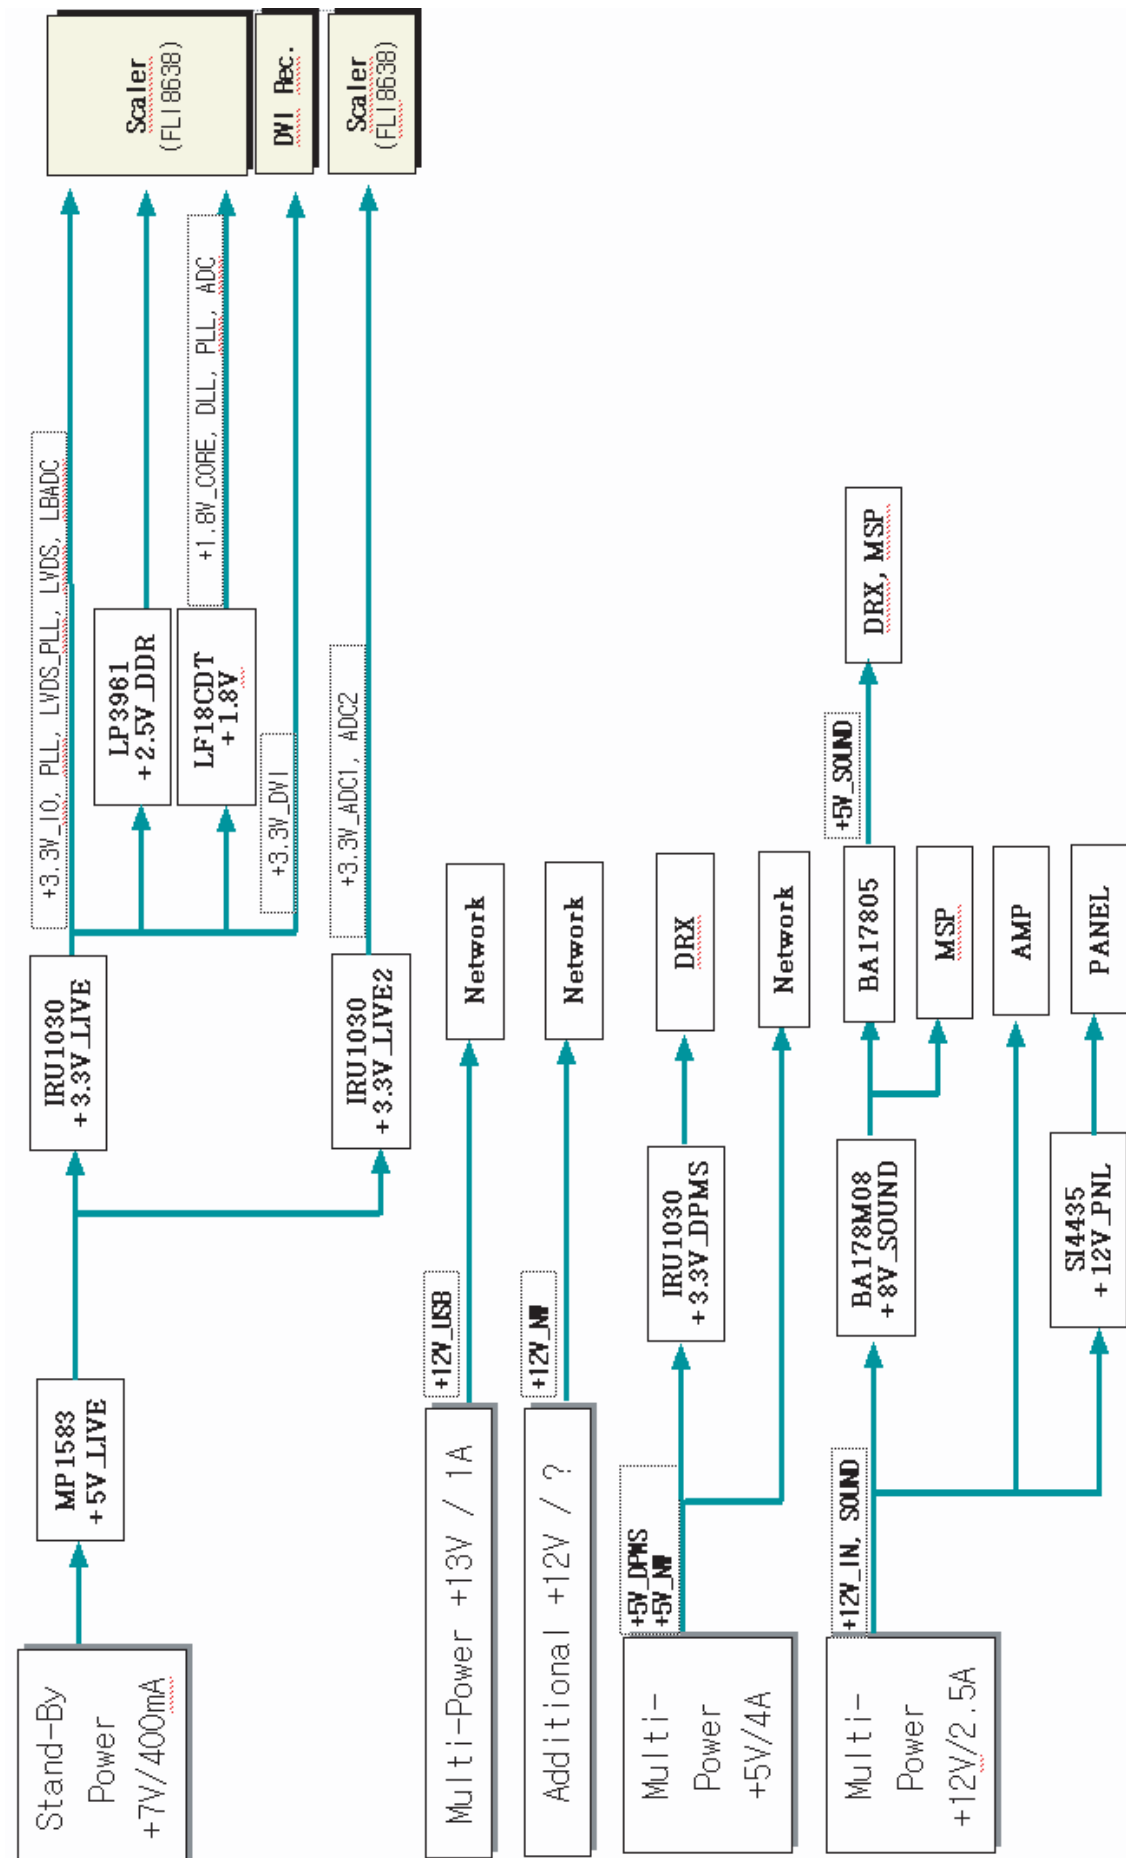 Stand-By
Power
+7V/400mA
MP1583
+5V_LIVE
IRU1030
+3.3V_LIVE
+3.3V_IO, PLL, LVDS_PLL, LVDS, LBADC
LP3961
+2.5V_DDR
LF18CDT
+1.8V
+1.8V_CORE, DLL, PLL, ADC
Scaler
(FLI8638)
+3.3V_DVI
DVI Rec.
IRU1030
+3.3V_LIVE2
+3.3V_ADC1, ADC2
Scaler
(FLI8638)
Multi-Power +13V / 1A
+12V_USB
Network
Additional +12V / ?
+12V_NW
Network
Multi-
Power
+5V/4A
+5V_DPMS
+5V_NW
IRU1030
+3.3V_DPMS
DRX
Network
Multi-
Power
+12V/2.5A
+12V_IN, SOUND
BA178M08
+8V_SOUND
BA17805
+5V_SOUND
DRX, MSP
MSP
AMP
SI4435
+12V_PNL
PANEL